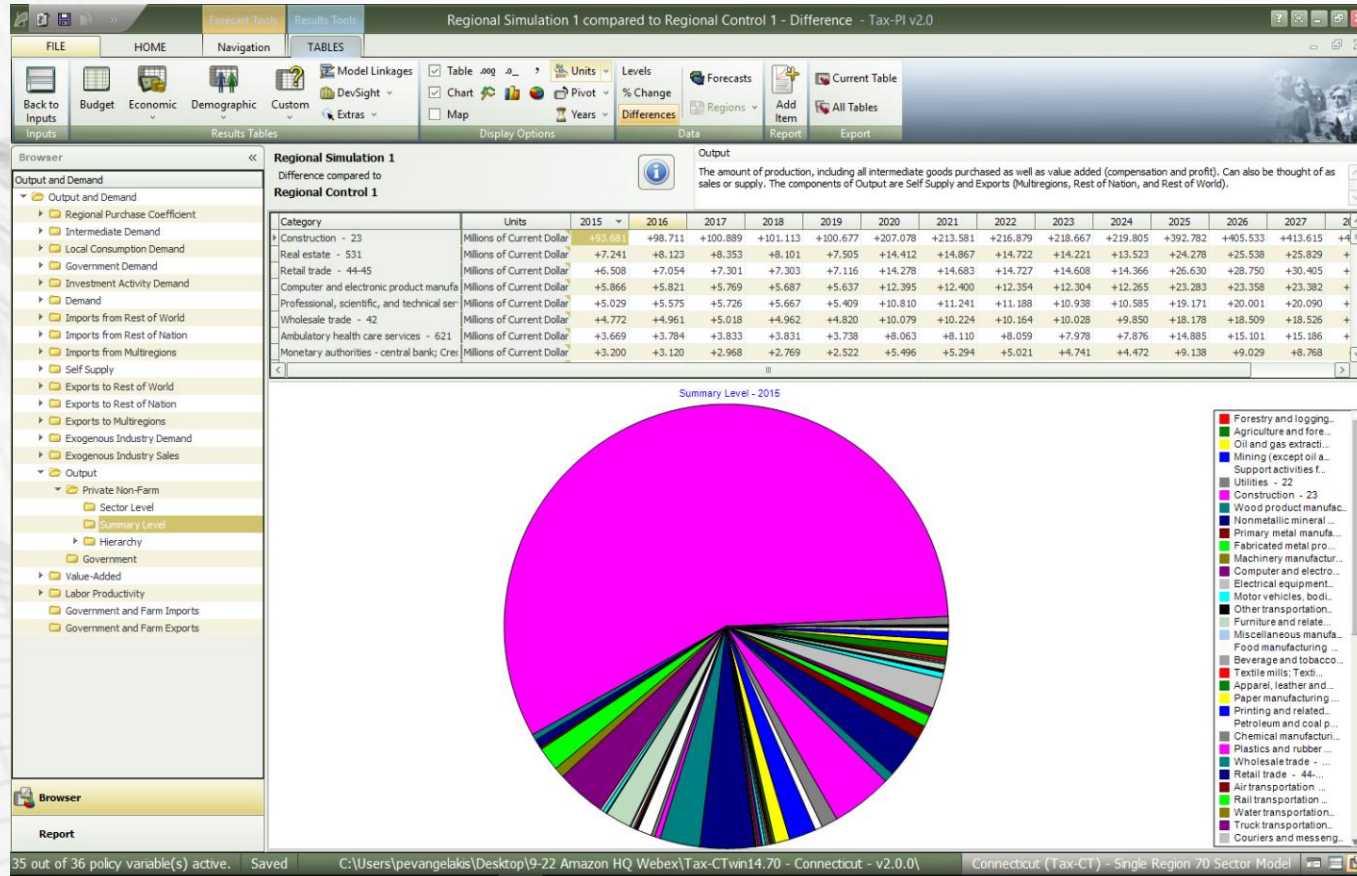 Forecast Tools Results Tools Regional Simulation 1 compared to Regional Control 1 - Difference - Tax-PI v2.0
FILE HOME Navigation TABLES
Back to Inputs
Budget
Economic
Demographic
Custom
Model Linkages
DevSight
Extras
Table .000 .0_ , Units
Chart Pivot
Map Years
Levels
% Change
Differences
Forecasts
Regions
Add Item
Current Table
All Tables
Inputs Results Tables Display Options Data Report Export
Browser «
Output and Demand
Output and Demand
Regional Purchase Coefficient
Intermediate Demand
Local Consumption Demand
Government Demand
Investment Activity Demand
Demand
Imports from Rest of World
Imports from Rest of Nation
Imports from Multiregions
Self Supply
Exports to Rest of World
Exports to Rest of Nation
Exports to Multiregions
Exogenous Industry Demand
Exogenous Industry Sales
Output
Private Non-Farm
Sector Level
Summary Level
Hierarchy
Government
Value-Added
Labor Productivity
Government and Farm Imports
Government and Farm Exports
Browser
Report
Regional Simulation 1
Difference compared to
Regional Control 1
Output
The amount of production, including all intermediate goods purchased as well as value added (compensation and profit). Can also be thought of as
sales or supply. The components of Output are Self Supply and Exports (Multiregions, Rest of Nation, and Rest of World).
Category Units 2015 2016 2017 2018 2019 2020 2021 2022 2023 2024 2025 2026 2027
Construction - 23 Millions of Current Dollar +93.681 +98.711 +100.889 +101.113 +100.677 +207.078 +213.581 +216.879 +218.667 +219.805 +392.782 +405.533 +413.615
Real estate - 531 Millions of Current Dollar +7.241 +8.123 +8.353 +8.101 +7.505 +14.412 +14.867 +14.722 +14.221 +13.523 +24.278 +25.538 +25.829
Retail trade - 44-45 Millions of Current Dollar +6.508 +7.054 +7.301 +7.303 +7.116 +14.278 +14.683 +14.727 +14.608 +14.366 +26.630 +28.750 +30.405
Computer and electronic product manufa Millions of Current Dollar +5.866 +5.821 +5.769 +5.687 +5.637 +12.395 +12.400 +12.354 +12.304 +12.265 +23.283 +23.358 +23.382
Professional, scientific, and technical ser Millions of Current Dollar +5.029 +5.575 +5.726 +5.667 +5.409 +10.810 +11.241 +11.188 +10.938 +10.585 +19.171 +20.001 +20.090
Wholesale trade - 42 Millions of Current Dollar +4.772 +4.961 +5.018 +4.962 +4.820 +10.079 +10.224 +10.164 +10.028 +9.850 +18.178 +18.509 +18.526
Ambulatory health care services - 621 Millions of Current Dollar +3.669 +3.784 +3.833 +3.831 +3.738 +8.063 +8.110 +8.059 +7.978 +7.876 +14.885 +15.101 +15.186
Monetary authorities - central bank; Cre Millions of Current Dollar +3.200 +3.120 +2.968 +2.769 +2.522 +5.496 +5.294 +5.021 +4.741 +4.472 +9.138 +9.029 +8.768
Summary Level - 2015
Forestry and logging...
Agriculture and fore...
Oil and gas extracti...
Mining (except oil a...
Support activities f...
Utilities - 22
Construction - 23
Wood product manufac...
Nonmetallic mineral ...
Primary metal manufa...
Fabricated metal pro...
Machinery manufactur...
Computer and electro...
Electrical equipment...
Motor vehicles, bodi...
Other transportation...
Furniture and relate...
Miscellaneous manufa...
Food manufacturing ...
Beverage and tobacco...
Textile mills; Texti...
Apparel, leather and...
Paper manufacturing ...
Printing and related...
Petroleum and coal p...
Chemical manufacturi...
Plastics and rubber ...
Wholesale trade - ...
Retail trade - 44-...
Air transportation ...
Rail transportation ...
Water transportation...
Truck transportation...
Couriers and messeng...
35 out of 36 policy variable(s) active. Saved C:\Users\pevangelakis\Desktop\9-22 Amazon HQ Webex\Tax-CTwin14.70 - Connecticut - v2.0.0\ Connecticut (Tax-CT) - Single Region 70 Sector Model